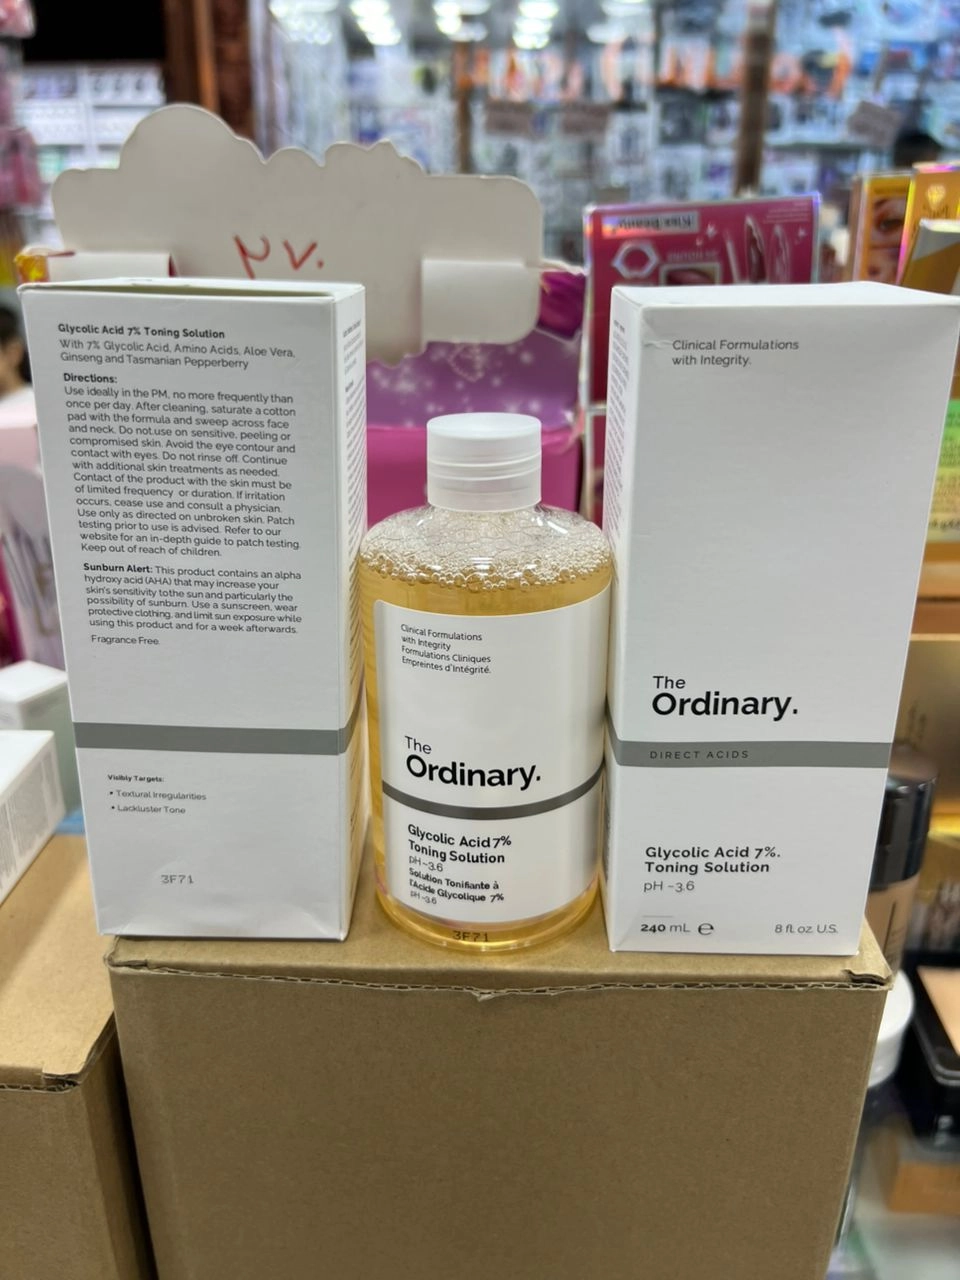 ۲۷۰
Kiss Beauty
Glycolic Acid 7% Toning Solution
With 7% Glycolic Acid, Amino Acids, Aloe Vera,
Ginseng and Tasmanian Pepperberry
Directions:
Use ideally in the PM, no more frequently than
once per day. After cleaning, saturate a cotton
pad with the formula and sweep across face
and neck. Do not use on sensitive, peeling or
compromised skin. Avoid the eye contour and
contact with eyes. Do not rinse off. Continue
with additional skin treatments as needed.
Contact of the product with the skin must be
of limited frequency or duration. If irritation
occurs, cease use and consult a physician.
Use only as directed on unbroken skin. Patch
testing prior to use is advised. Refer to our
website for an in-depth guide to patch testing.
Keep out of reach of children.
Sunburn Alert: This product contains an alpha
hydroxy acid (AHA) that may increase your
skin's sensitivity to the sun and particularly the
possibility of sunburn. Use a sunscreen, wear
protective clothing, and limit sun exposure while
using this product and for a week afterwards.
Fragrance Free.
Visibly Targets:
• Textural Irregularities
• Lackluster Tone
3F71
Clinical Formulations
with Integrity
Formulations Cliniques
Empreintes d'Intégrité.
The
Ordinary.
Glycolic Acid 7%
Toning Solution
pH ~3.6
Solution Tonifiante à
l'Acide Glycolique 7%
pH ~3.6
3F71
Clinical Formulations
with Integrity.
The
Ordinary.
DIRECT ACIDS
Glycolic Acid 7%.
Toning Solution
pH ~3.6
240 mL ℮ 8 fl. oz. U.S.